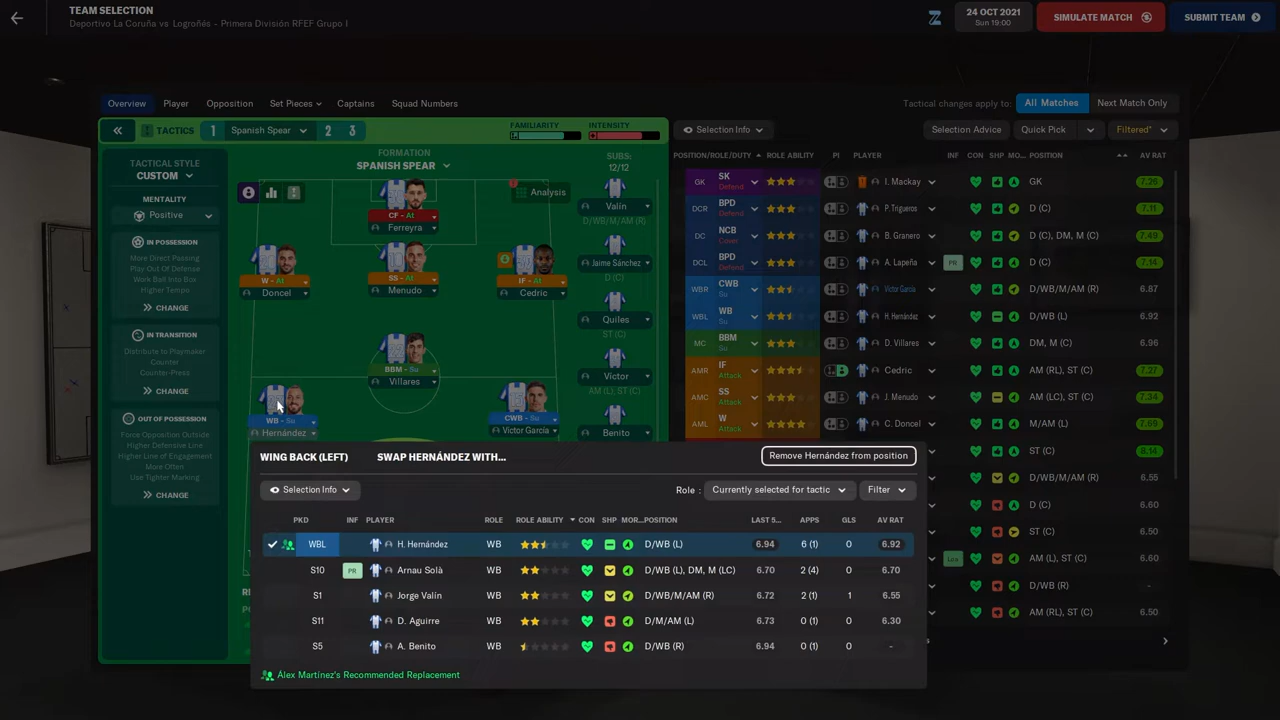 TEAM SELECTION
Deportivo La Coruña vs Logroñés - Primera División RFEF Grupo I
24 OCT 2021
Sun 19:00
SIMULATE MATCH
SUBMIT TEAM
Overview
Player
Opposition
Set Pieces
Captains
Squad Numbers
Tactical changes apply to:
All Matches
Next Match Only
TACTICS
1
Spanish Spear
2
3
FAMILIARITY
INTENSITY
Selection Info
Selection Advice
Quick Pick
Filtered*
TACTICAL STYLE
CUSTOM
MENTALITY
Positive
IN POSSESSION
More Direct Passing
Play Out Of Defence
Work Ball Into Box
Higher Tempo
CHANGE
IN TRANSITION
Distribute to Playmaker
Counter
Counter-Press
CHANGE
OUT OF POSSESSION
Force Opposition Outside
Higher Defensive Line
Higher Line of Engagement
More Often
Use Tighter Marking
CHANGE
FORMATION
SPANISH SPEAR
Analysis
CF - At
Ferreyra
W - At
Doncel
SS - At
Menudo
IF - At
Cedric
BBM - Su
Villares
WB - Su
Hernández
CWB - Su
Víctor García
SUBS:
12/12
Valín
D/WB/M/AM (R)
Jaime Sánchez
D (C)
Quiles
ST (C)
Víctor
AM (L), ST (C)
Benito
POSITION/ROLE/DUTY ROLE ABILITY PI PLAYER INF CON SHP MO... POSITION AV RAT
GK SK Defend I. Mackay GK 7.26
DCR BPD Defend P. Trigueros D (C) 7.11
DC NCB Cover B. Granero D (C), DM, M (C) 7.49
DCL BPD Defend A. Lapeña PR D (C) 7.14
WBR CWB Su Víctor García D/WB/M/AM (R) 6.87
WBL WB Su H. Hernández D/WB (L) 6.92
MC BBM Su D. Villares DM, M (C) 6.96
AMR IF Attack Cedric AM (RL), ST (C) 7.27
AMC SS Attack J. Menudo AM (LC), ST (C) 7.34
AML W Attack C. Doncel M/AM (L) 7.69
ST (C) 8.14
D/WB/M/AM (R) 6.55
D (C) 6.06
ST (C) 6.90
Loa AM (L), ST (C) 6.60
D/WB (R) -
AM (RL), ST (C) 6.50
WING BACK (LEFT)
SWAP HERNÁNDEZ WITH...
Remove Hernández from position
Selection Info
Role :
Currently selected for tactic
Filter
PKD INF PLAYER ROLE ROLE ABILITY CON SHP MOR... POSITION LAST 5... APPS GLS AV RAT
WBL H. Hernández WB D/WB (L) 6.94 6 (1) 0 6.92
S10 PR Arnau Solà WB D/WB (L), DM, M (LC) 6.70 2 (4) 0 6.70
S1 Jorge Valín WB D/WB/M/AM (R) 6.72 2 (1) 1 6.55
S11 D. Aguirre WB D/M/AM (L) 6.73 0 (1) 0 6.30
S5 A. Benito WB D/WB (R) 6.94 0 (1) 0 -
Álex Martínez's Recommended Replacement